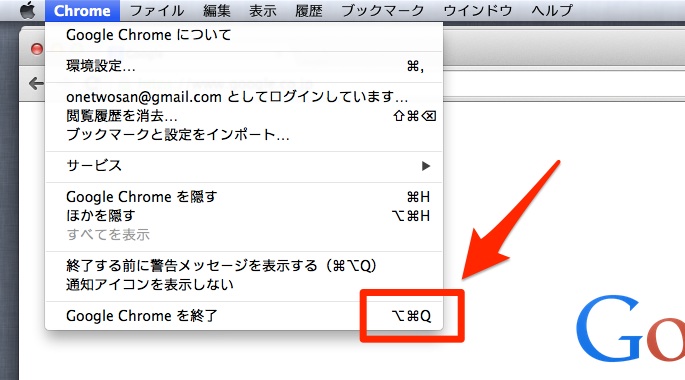 Chrome ファイル 編集 表示 履歴 ブックマーク ウインドウ ヘルプ
Google Chrome について
環境設定... ⌘,
onetwosan@gmail.com としてログインしています...
閲覧履歴を消去... ⇧⌘⌫
ブックマークと設定をインポート...
サービス ▶
Google Chrome を隠す ⌘H
ほかを隠す ⌥⌘H
すべてを表示
終了する前に警告メッセージを表示する（⌘⌥Q）
通知アイコンを表示しない
Google Chrome を終了 ⌥⌘Q
Go